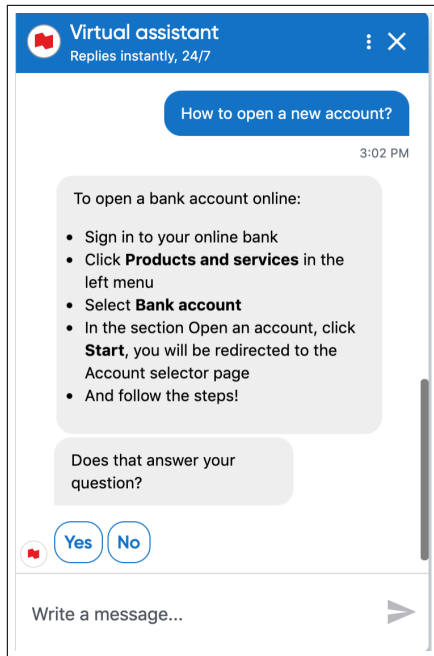 Virtual assistant
Replies instantly, 24/7
How to open a new account?
3:02 PM
To open a bank account online:
• Sign in to your online bank
• Click Products and services in the
left menu
• Select Bank account
• In the section Open an account, click
Start, you will be redirected to the
Account selector page
• And follow the steps!
Does that answer your
question?
Yes No
Write a message...